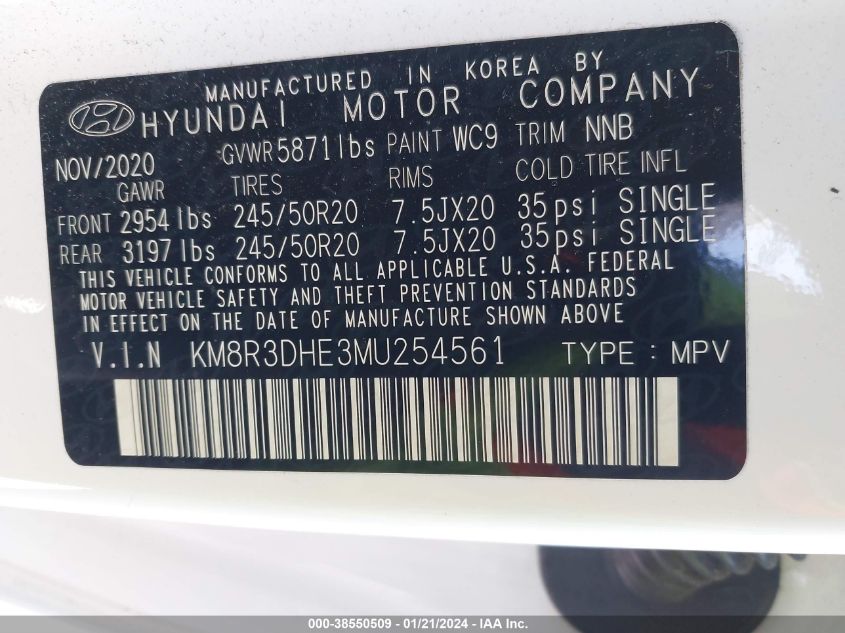 MANUFACTURED IN KOREA BY
HYUNDAI MOTOR COMPANY
NOV/2020 GVWR 5871lbs PAINT WC9 TRIM NNB
GAWR TIRES RIMS COLD TIRE INFL
FRONT 2954 lbs 245/50R20 7.5JX20 35psi SINGLE
REAR 3197 lbs 245/50R20 7.5JX20 35psi SINGLE
THIS VEHICLE CONFORMS TO ALL APPLICABLE U.S.A. FEDERAL
MOTOR VEHICLE SAFETY AND THEFT PREVENTION STANDARDS
IN EFFECT ON THE DATE OF MANUFACTURE SHOWN ABOVE.
V.I.N KM8R3DHE3MU254561 TYPE : MPV
000-38550509 | 01/21/2024 | IAA Inc.